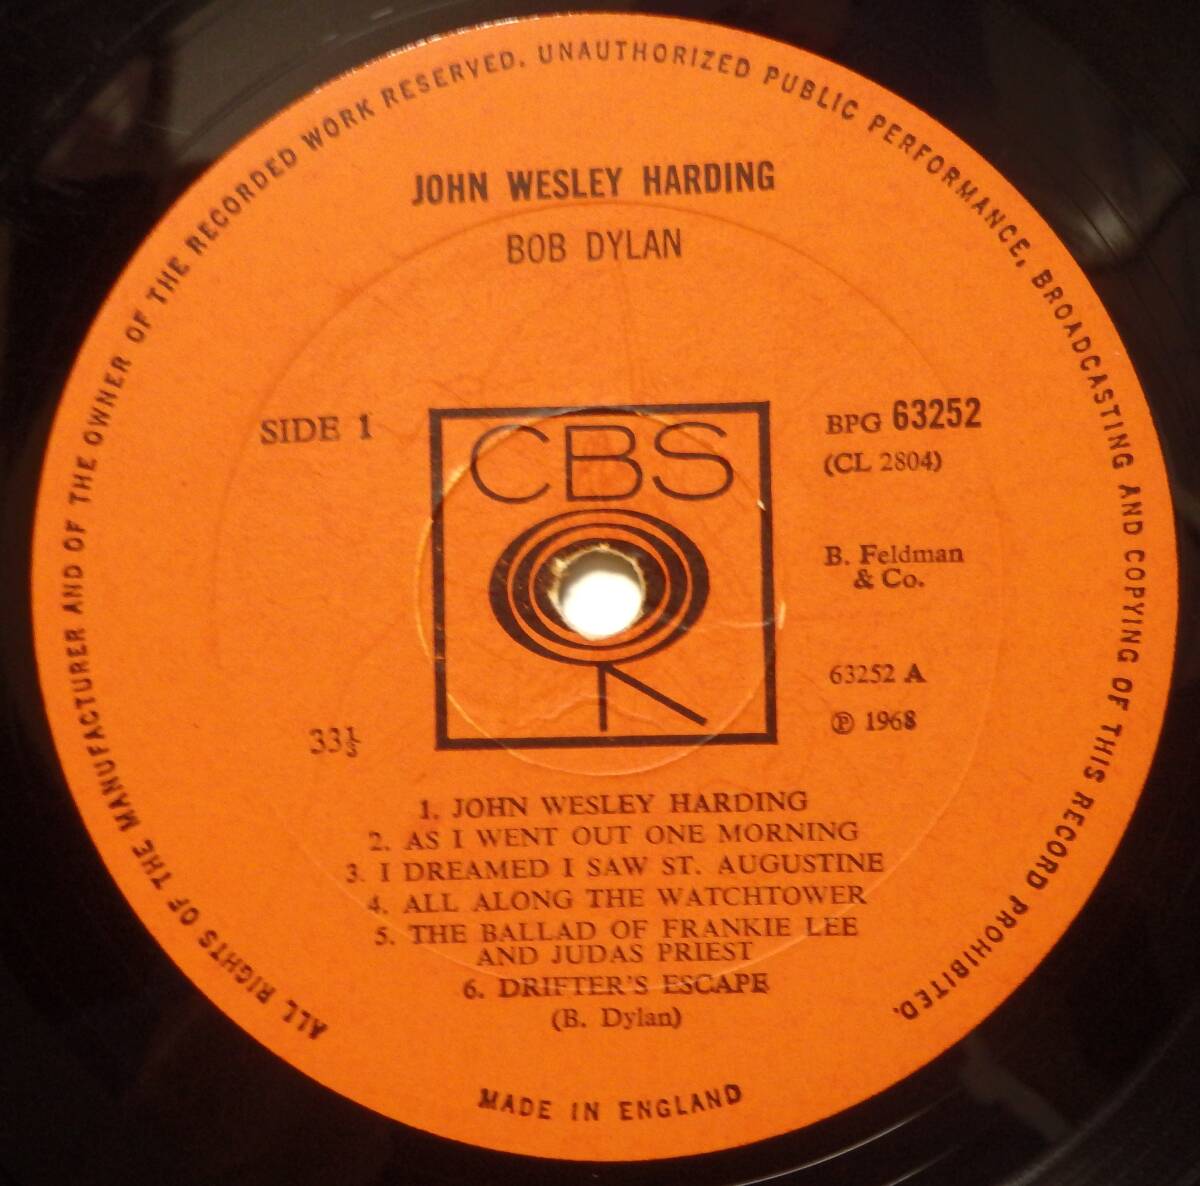 ALL RIGHTS OF THE MANUFACTURER AND OF THE OWNER OF THE RECORDED WORK RESERVED. UNAUTHORIZED PUBLIC PERFORMANCE, BROADCASTING AND COPYING OF THIS RECORD PROHIBITED.
JOHN WESLEY HARDING
BOB DYLAN
SIDE 1
CBS
BPG 63252
(CL 2804)
B. Feldman
& Co.
63252 A
℗ 1968
33⅓
1. JOHN WESLEY HARDING
2. AS I WENT OUT ONE MORNING
3. I DREAMED I SAW ST. AUGUSTINE
4. ALL ALONG THE WATCHTOWER
5. THE BALLAD OF FRANKIE LEE
AND JUDAS PRIEST
6. DRIFTER'S ESCAPE
(B. Dylan)
MADE IN ENGLAND